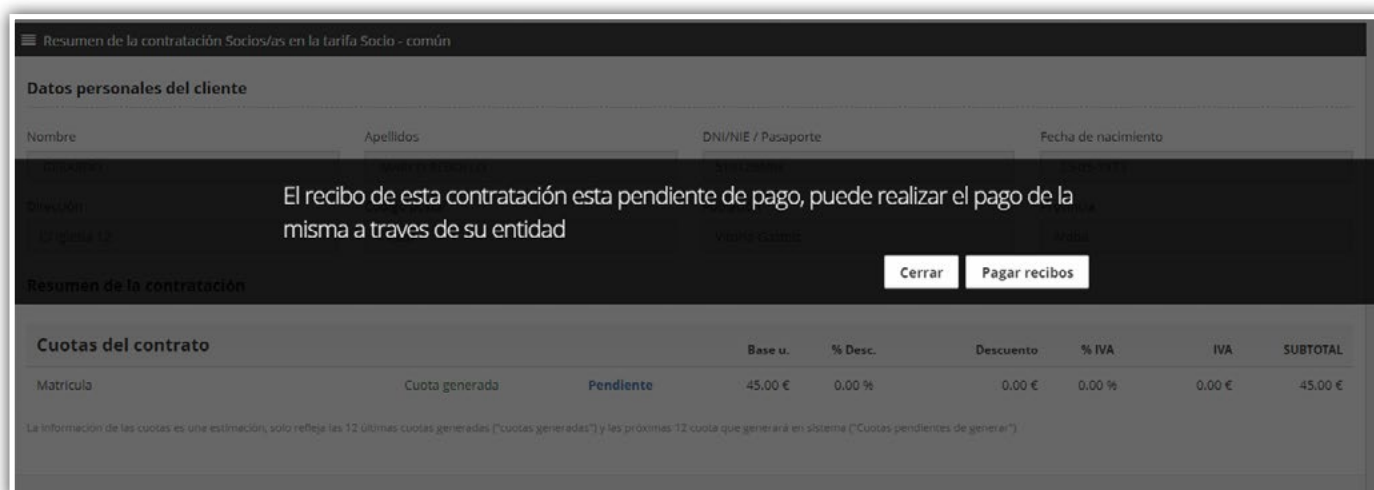 Resumen de la contratación Socios/as en la tarifa Socio - común
Datos personales del cliente
Nombre Apellidos DNI/NIE / Pasaporte Fecha de nacimiento
El recibo de esta contratación esta pendiente de pago, puede realizar el pago de la
misma a traves de su entidad
Dirección
Cerrar Pagar recibos
Resumen de la contratación
Cuotas del contrato Base u. % Desc. Descuento % IVA IVA SUBTOTAL
Matricula Cuota generada Pendiente 45.00 € 0.00 % 0.00 € 0.00 % 0.00 € 45.00 €
La información de las cuotas es una estimación, solo refleja las 12 últimas cuotas generadas ("cuotas generadas") y las próximas 12 cuota que generará en sistema ("Cuotas pendientes de generar")